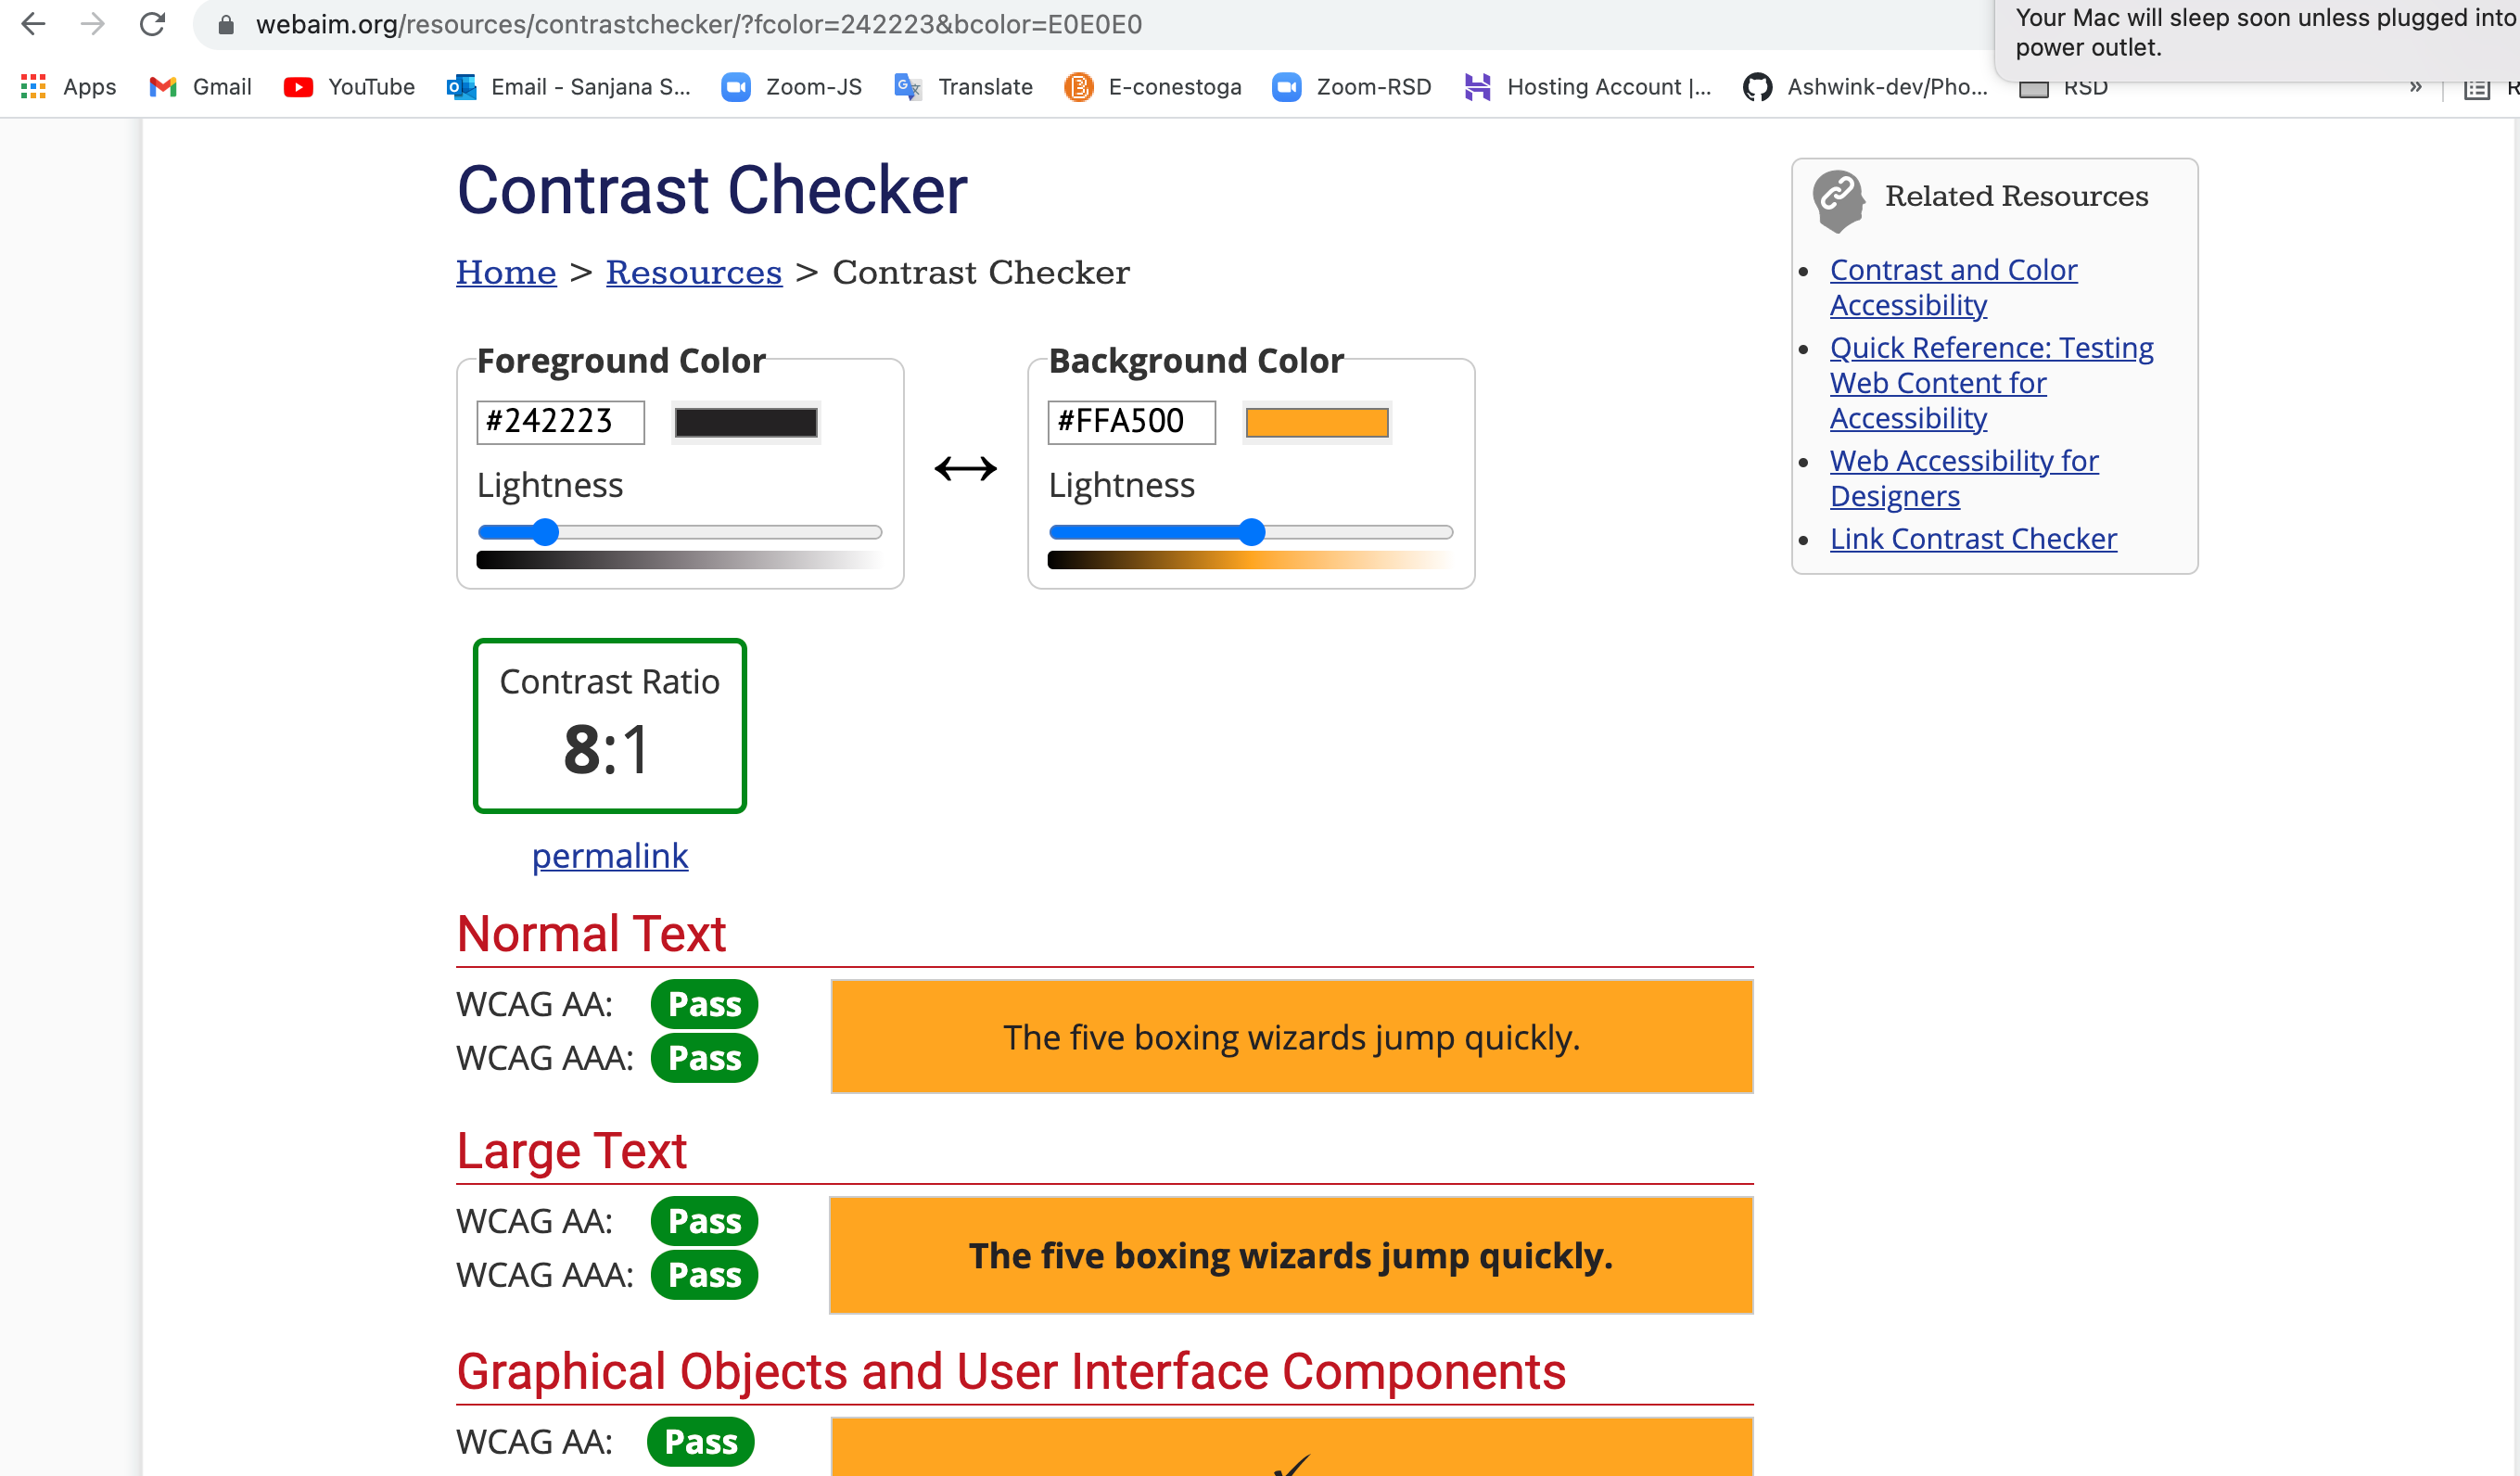 webaim.org/resources/contrastchecker/?fcolor=242223&bcolor=E0E0E0
Your Mac will sleep soon unless plugged into
power outlet.
Apps Gmail YouTube Email - Sanjana S... Zoom-JS Translate E-conestoga Zoom-RSD Hosting Account |... Ashwink-dev/Pho... RSD »
Contrast Checker
Home > Resources > Contrast Checker
Foreground Color
#242223
Lightness
Background Color
#FFA500
Lightness
Contrast Ratio
8:1
permalink
Normal Text
WCAG AA: Pass
WCAG AAA: Pass
The five boxing wizards jump quickly.
Large Text
WCAG AA: Pass
WCAG AAA: Pass
The five boxing wizards jump quickly.
Graphical Objects and User Interface Components
WCAG AA: Pass
Related Resources
Contrast and Color
Accessibility
Quick Reference: Testing
Web Content for
Accessibility
Web Accessibility for
Designers
Link Contrast Checker